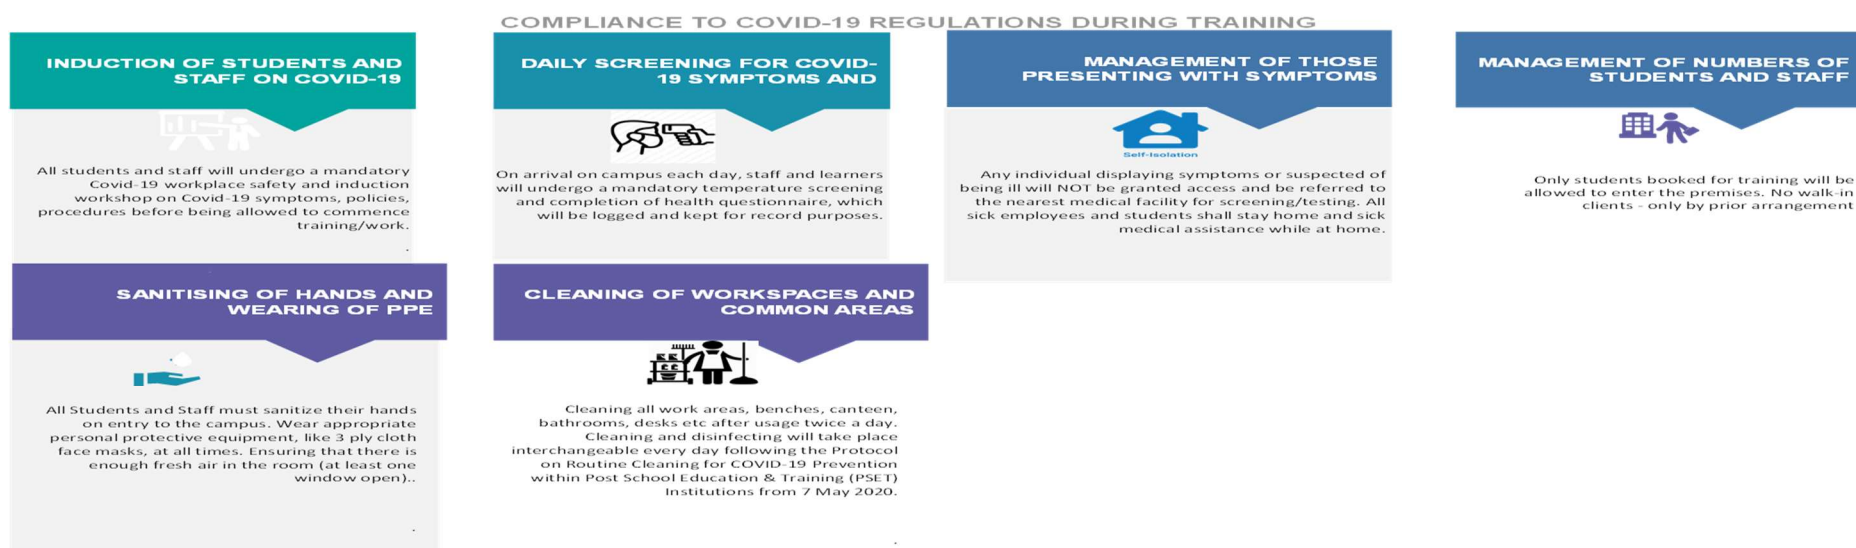 COMPLIANCE TO COVID-19 REGULATIONS DURING TRAINING
INDUCTION OF STUDENTS AND
STAFF ON COVID-19
All students and staff will undergo a mandatory
Covid-19 workplace safety and induction
workshop on Covid-19 symptoms, policies,
procedures before being allowed to commence
training/work.
.
DAILY SCREENING FOR COVID-
19 SYMPTOMS AND
On arrival on campus each day, staff and learners
will undergo a mandatory temperature screening
and completion of health questionnaire, which
will be logged and kept for record purposes.
MANAGEMENT OF THOSE
PRESENTING WITH SYMPTOMS
Self-Isolation
Any individual displaying symptoms or suspected of
being ill will NOT be granted access and be referred to
the nearest medical facility for screening/testing. All
sick employees and students shall stay home and sick
medical assistance while at home.
MANAGEMENT OF NUMBERS OF
STUDENTS AND STAFF
Only students booked for training will be
allowed to enter the premises. No walk-in
clients - only by prior arrangement
SANITISING OF HANDS AND
WEARING OF PPE
All Students and Staff must sanitize their hands
on entry to the campus. Wear appropriate
personal protective equipment, like 3 ply cloth
face masks, at all times. Ensuring that there is
enough fresh air in the room (at least one
window open)..
.
CLEANING OF WORKSPACES AND
COMMON AREAS
Cleaning all work areas, benches, canteen,
bathrooms, desks etc after usage twice a day.
Cleaning and disinfecting will take place
interchangeable every day following the Protocol
on Routine Cleaning for COVID-19 Prevention
within Post School Education & Training (PSET)
Institutions from 7 May 2020.
.